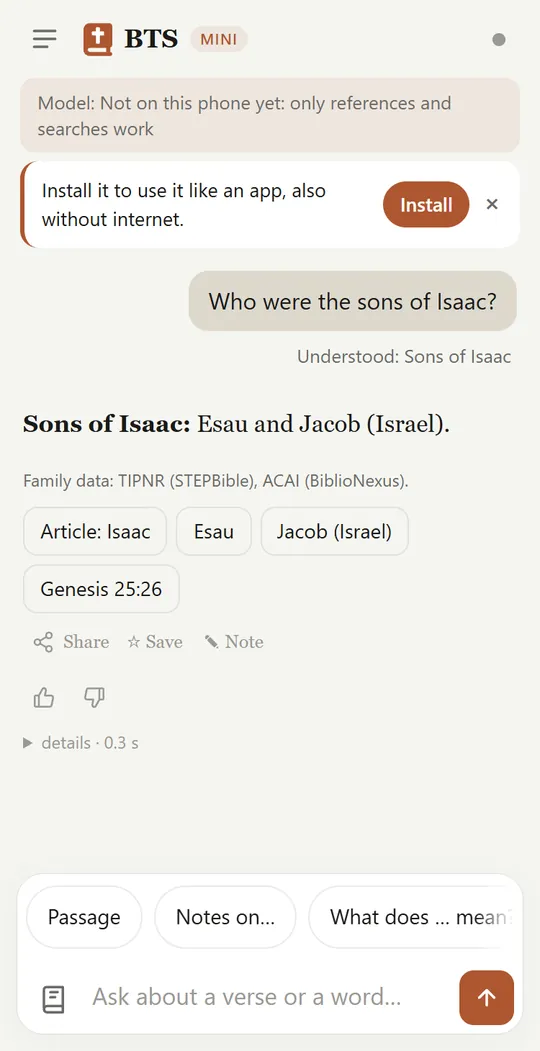 BTS MINI
Model: Not on this phone yet: only references and
searches work
Install it to use it like an app, also
without internet.
Install ×
Who were the sons of Isaac?
Understood: Sons of Isaac
Sons of Isaac: Esau and Jacob (Israel).
Family data: TIPNR (STEPBible), ACAI (BiblioNexus).
Article: Isaac Esau Jacob (Israel)
Genesis 25:26
Share ☆ Save ✎ Note
▶ details · 0.3 s
Passage Notes on... What does ... mean?
Ask about a verse or a word...